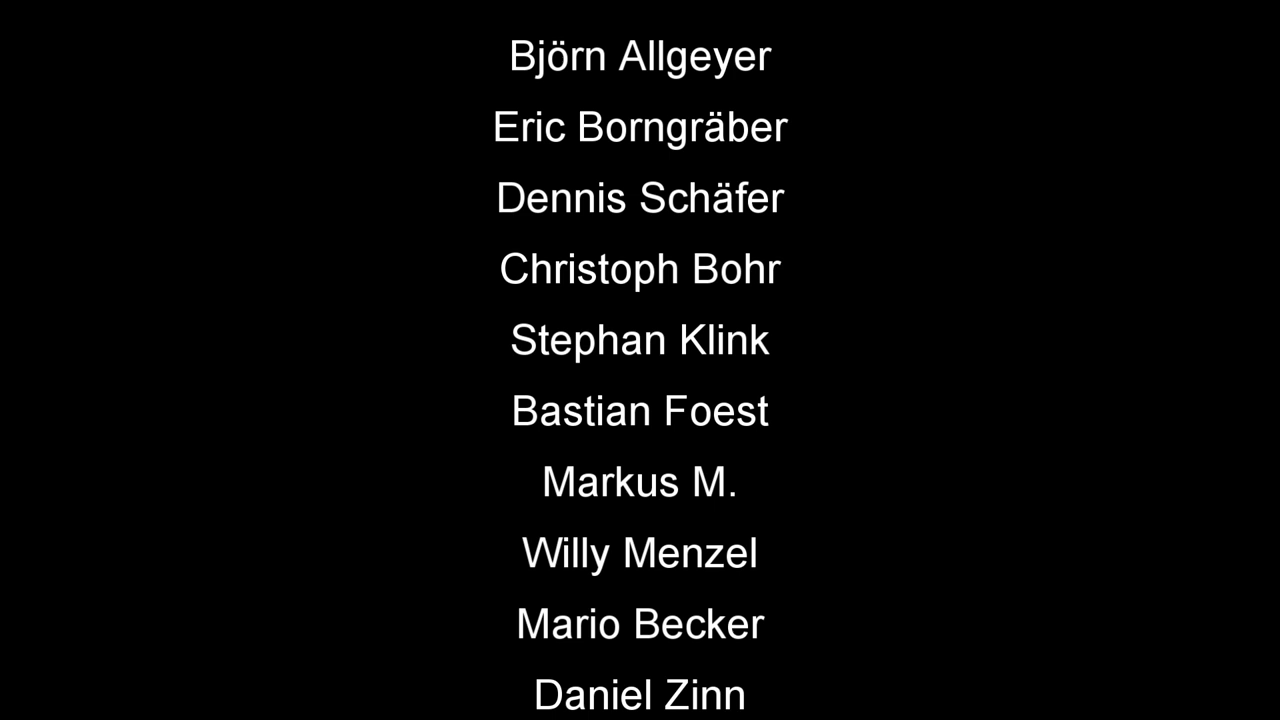 Björn Allgeyer
Eric Borngräber
Dennis Schäfer
Christoph Bohr
Stephan Klink
Bastian Foest
Markus M.
Willy Menzel
Mario Becker
Daniel Zinn